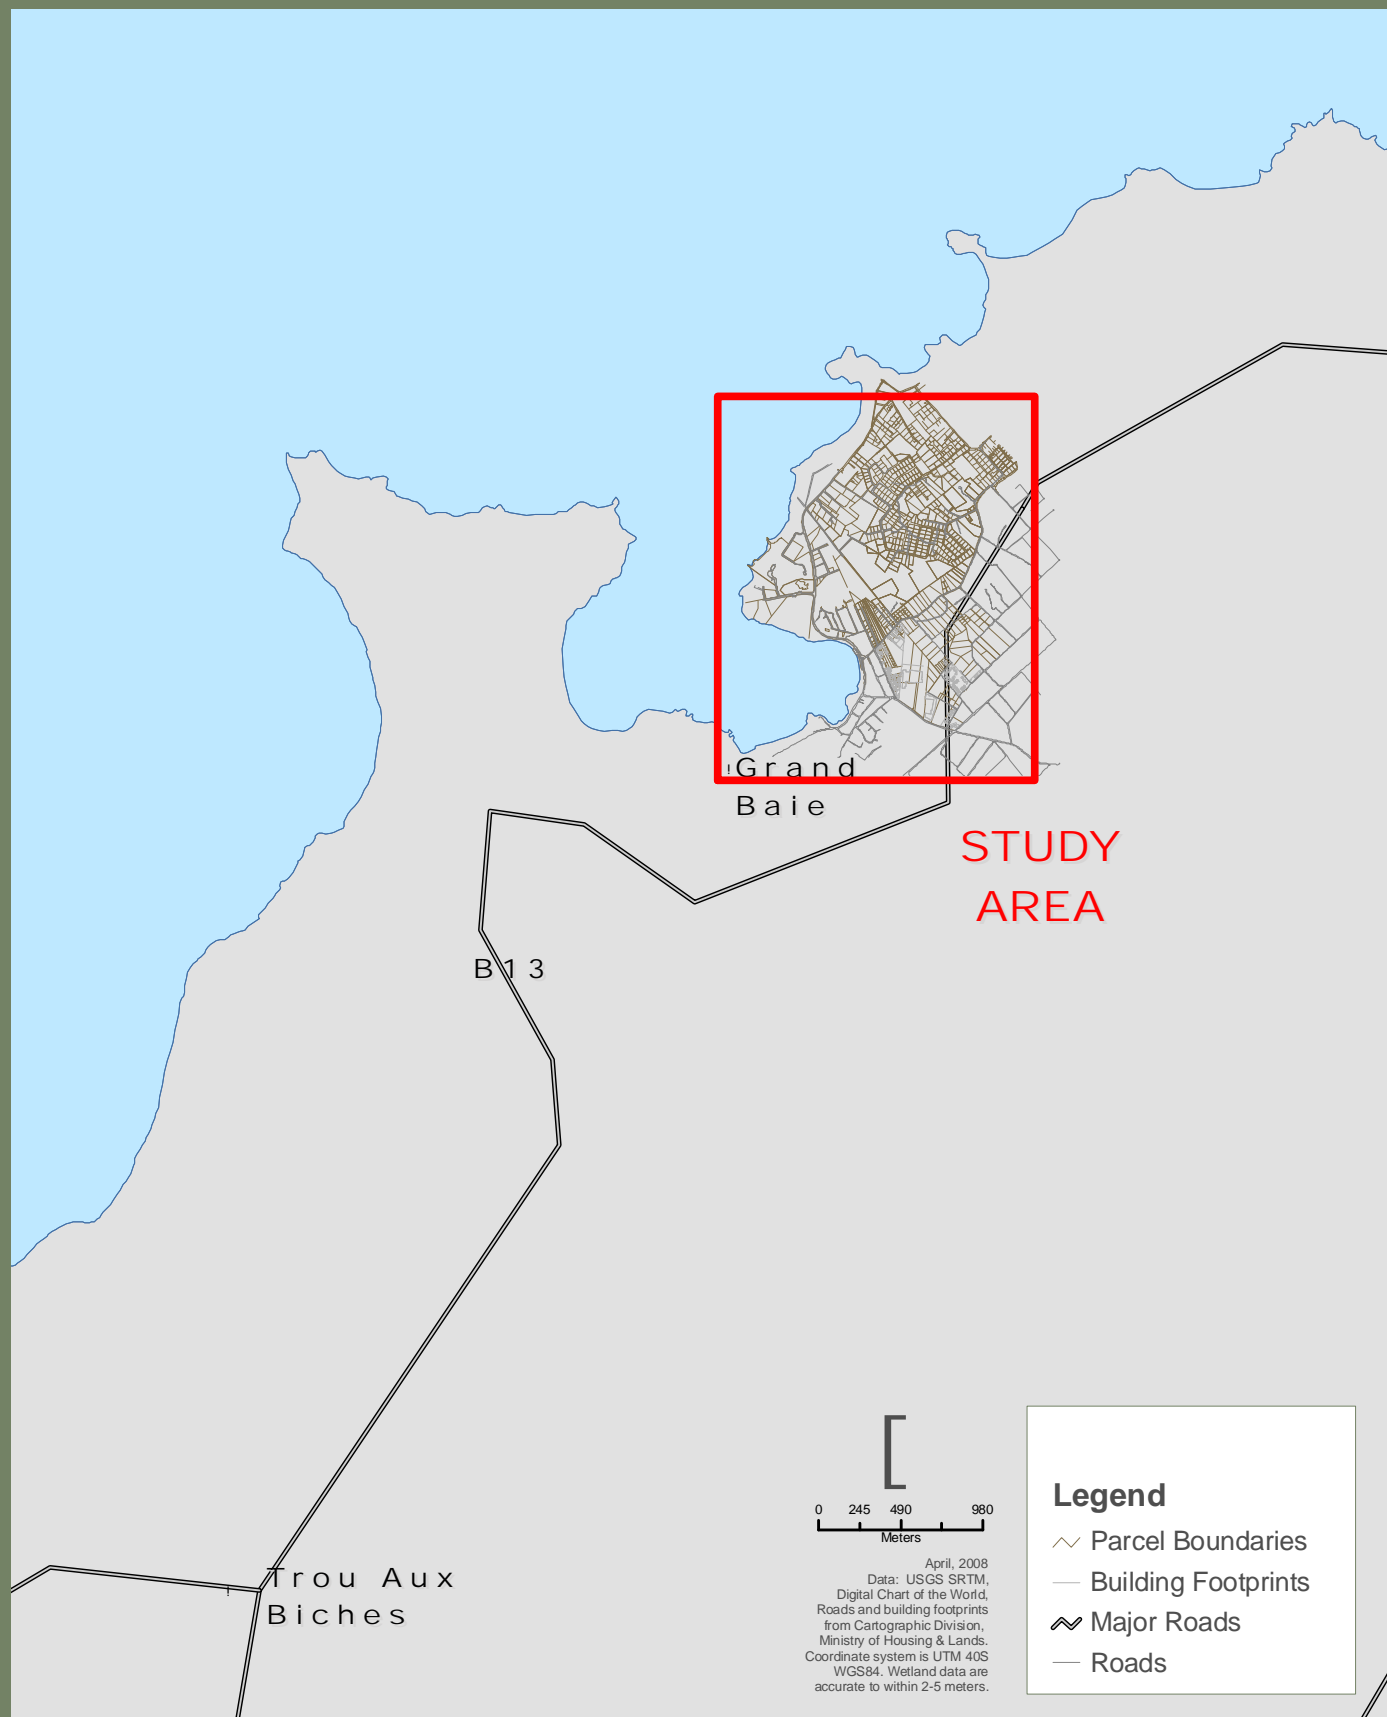 Grand
Baie
STUDY
AREA
B13
Trou Aux
Biches
[
0 245 490 980
Meters
April, 2008
Data: USGS SRTM,
Digital Chart of the World,
Roads and building footprints
from Cartographic Division,
Ministry of Housing & Lands.
Coordinate system is UTM 40S
WGS84. Wetland data are
accurate to within 2-5 meters.
Legend
Parcel Boundaries
Building Footprints
Major Roads
Roads